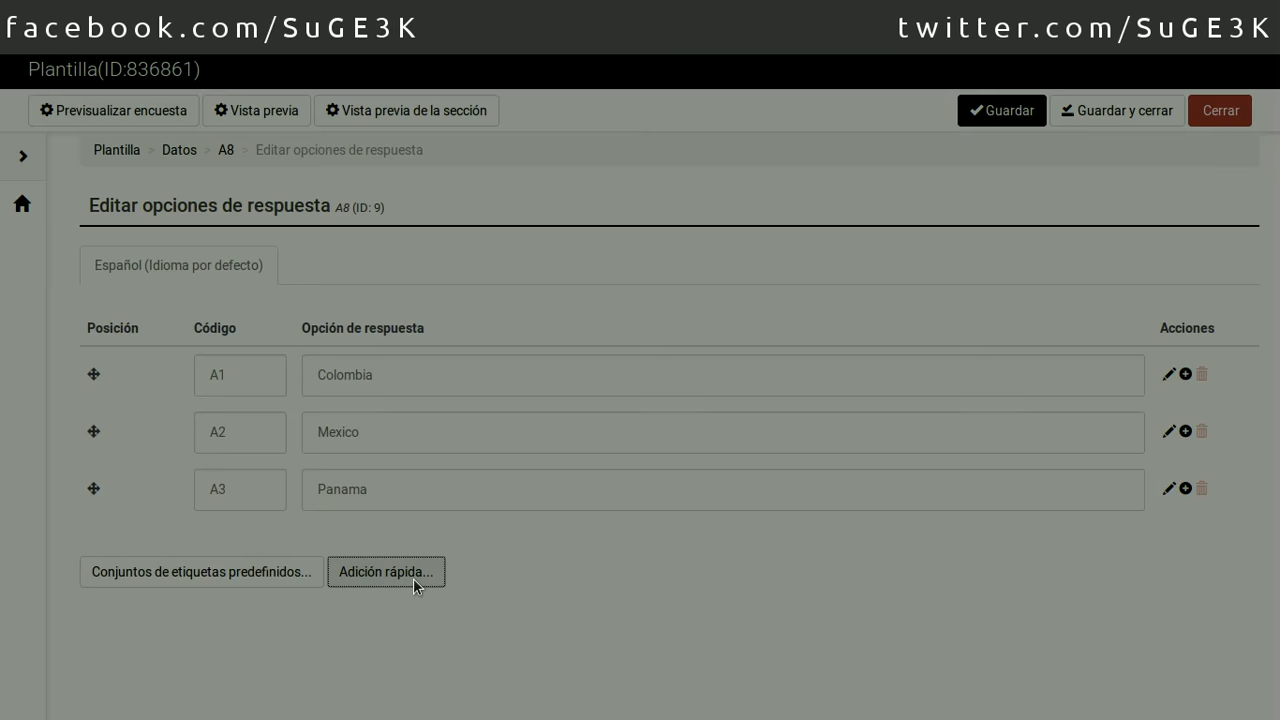 facebook.com/SuGE3K twitter.com/SuGE3K
Plantilla(ID:836861)
Previsualizar encuesta Vista previa Vista previa de la sección Guardar Guardar y cerrar Cerrar
Plantilla > Datos > A8 > Editar opciones de respuesta
Editar opciones de respuesta A8 (ID: 9)
Español (Idioma por defecto)
Posición Código Opción de respuesta Acciones
A1 Colombia
A2 Mexico
A3 Panama
Conjuntos de etiquetas predefinidos... Adición rápida...